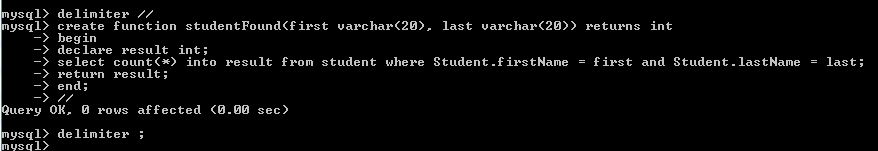 mysql> delimiter //
mysql> create function studentFound(first varchar(20), last varchar(20)) returns int
    -> begin
    -> declare result int;
    -> select count(*) into result from student where Student.firstName = first and Student.lastName = last;
    -> return result;
    -> end;
    -> //
Query OK, 0 rows affected (0.00 sec)

mysql> delimiter ;
mysql>